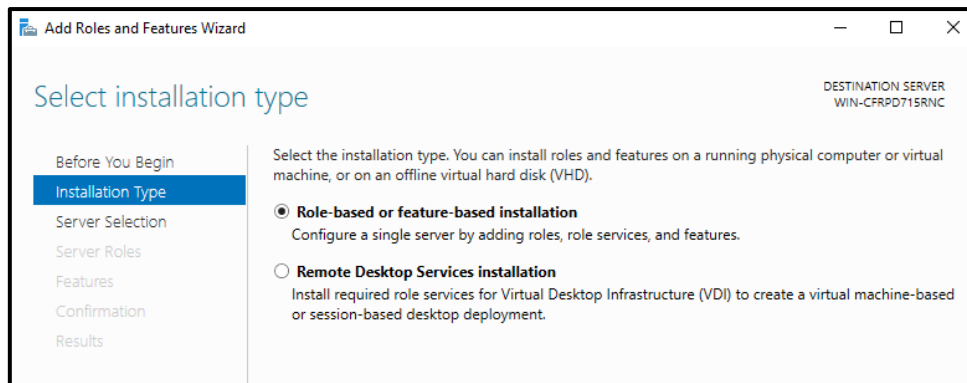 Add Roles and Features Wizard
Select installation type
DESTINATION SERVER
WIN-CFRPD715RNC
Before You Begin
Installation Type
Server Selection
Server Roles
Features
Confirmation
Results
Select the installation type. You can install roles and features on a running physical computer or virtual
machine, or on an offline virtual hard disk (VHD).
Role-based or feature-based installation
Configure a single server by adding roles, role services, and features.
Remote Desktop Services installation
Install required role services for Virtual Desktop Infrastructure (VDI) to create a virtual machine-based
or session-based desktop deployment.